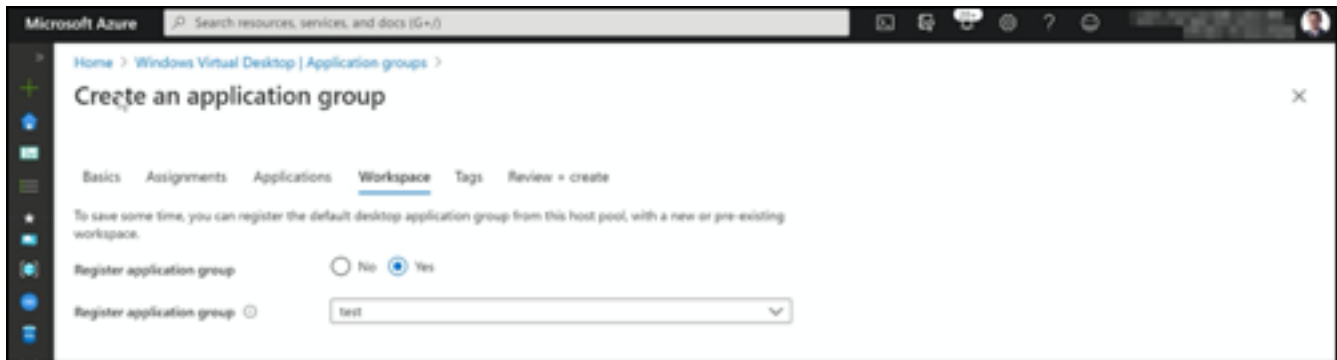 Microsoft Azure
Search resources, services, and docs (G+/)
Home > Windows Virtual Desktop | Application groups >
Create an application group
Basics Assignments Applications Workspace Tags Review + create
To save some time, you can register the default desktop application group from this host pool, with a new or pre-existing
workspace.
Register application group No Yes
Register application group test